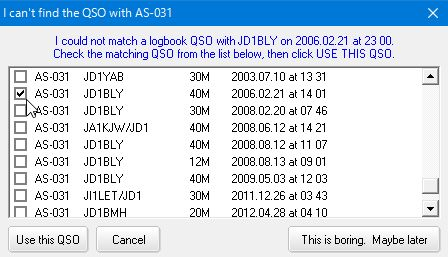 I can't find the QSO with AS-031
I could not match a logbook QSO with JD1BLY on 2006.02.21 at 23 00.
Check the matching QSO from the list below, then click USE THIS QSO.
AS-031 JD1YAB 30M 2003.07.10 at 13 31
AS-031 JD1BLY 40M 2006.02.21 at 14 01
AS-031 JD1BLY 30M 2008.02.20 at 07 46
AS-031 JA1KJW/JD1 40M 2008.06.12 at 14 21
AS-031 JD1BLY 40M 2008.08.12 at 11 07
AS-031 JD1BLY 12M 2008.08.13 at 09 01
AS-031 JD1BLY 40M 2009.05.03 at 12 03
AS-031 JI1LET/JD1 30M 2011.12.26 at 03 43
AS-031 JD1BMH 20M 2012.04.28 at 04 10
Use this QSO Cancel This is boring. Maybe later